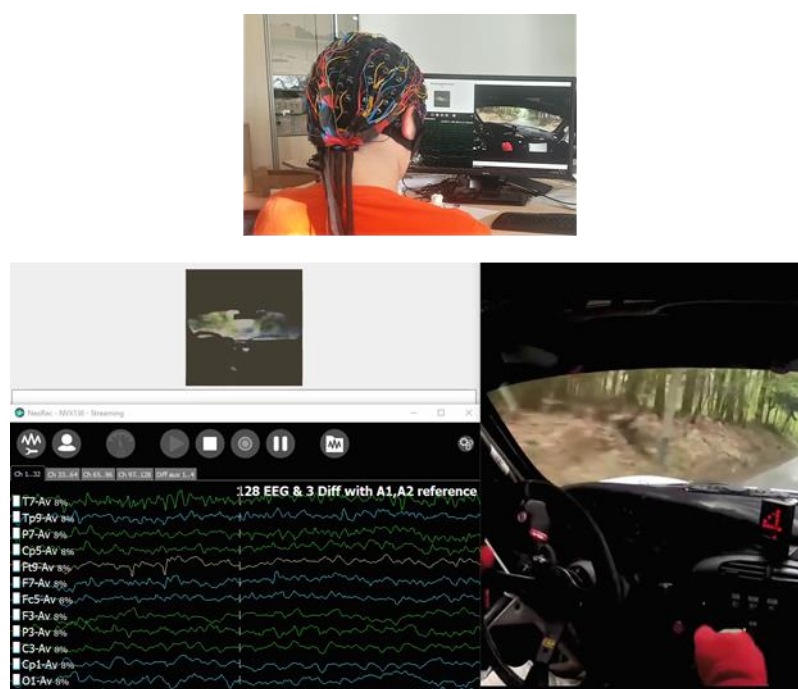 NeoRec - NVX136 - Streaming
Ch 1...32 Ch 33...64 Ch 65...96 Ch 97...128 Diff aux 1...4
128 EEG & 3 Diff with A1,A2 reference
T7-Av 8%
Tp9-Av 8%
P7-Av 8%
Cp5-Av 8%
Ft9-Av 8%
F7-Av 8%
Fc5-Av 8%
F3-Av 8%
P3-Av 8%
C3-Av 8%
Cp1-Av 8%
O1-Av 8%